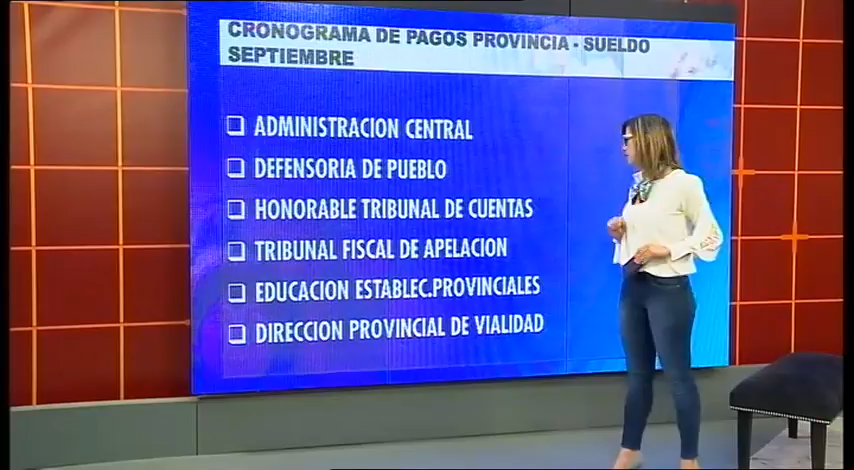 CRONOGRAMA DE PAGOS PROVINCIA - SUELDO
SEPTIEMBRE
ADMINISTRACION CENTRAL
DEFENSORIA DE PUEBLO
HONORABLE TRIBUNAL DE CUENTAS
TRIBUNAL FISCAL DE APELACION
EDUCACION ESTABLEC.PROVINCIALES
DIRECCION PROVINCIAL DE VIALIDAD